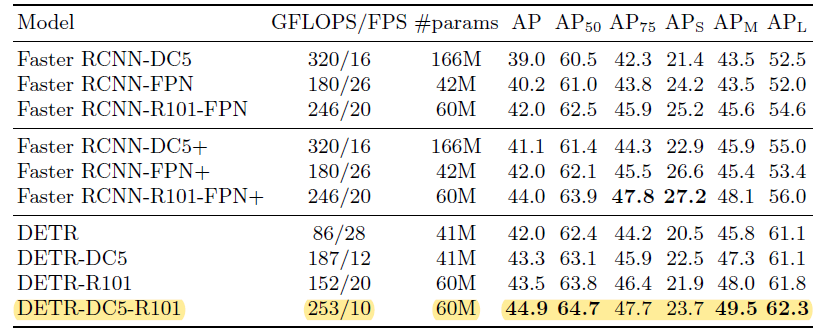 Model GFLOPS/FPS #params AP AP50 AP75 APS APM APL
Faster RCNN-DC5 320/16 166M 39.0 60.5 42.3 21.4 43.5 52.5
Faster RCNN-FPN 180/26 42M 40.2 61.0 43.8 24.2 43.5 52.0
Faster RCNN-R101-FPN 246/20 60M 42.0 62.5 45.9 25.2 45.6 54.6
Faster RCNN-DC5+ 320/16 166M 41.1 61.4 44.3 22.9 45.9 55.0
Faster RCNN-FPN+ 180/26 42M 42.0 62.1 45.5 26.6 45.4 53.4
Faster RCNN-R101-FPN+ 246/20 60M 44.0 63.9 47.8 27.2 48.1 56.0
DETR 86/28 41M 42.0 62.4 44.2 20.5 45.8 61.1
DETR-DC5 187/12 41M 43.3 63.1 45.9 22.5 47.3 61.1
DETR-R101 152/20 60M 43.5 63.8 46.4 21.9 48.0 61.8
DETR-DC5-R101 253/10 60M 44.9 64.7 47.7 23.7 49.5 62.3